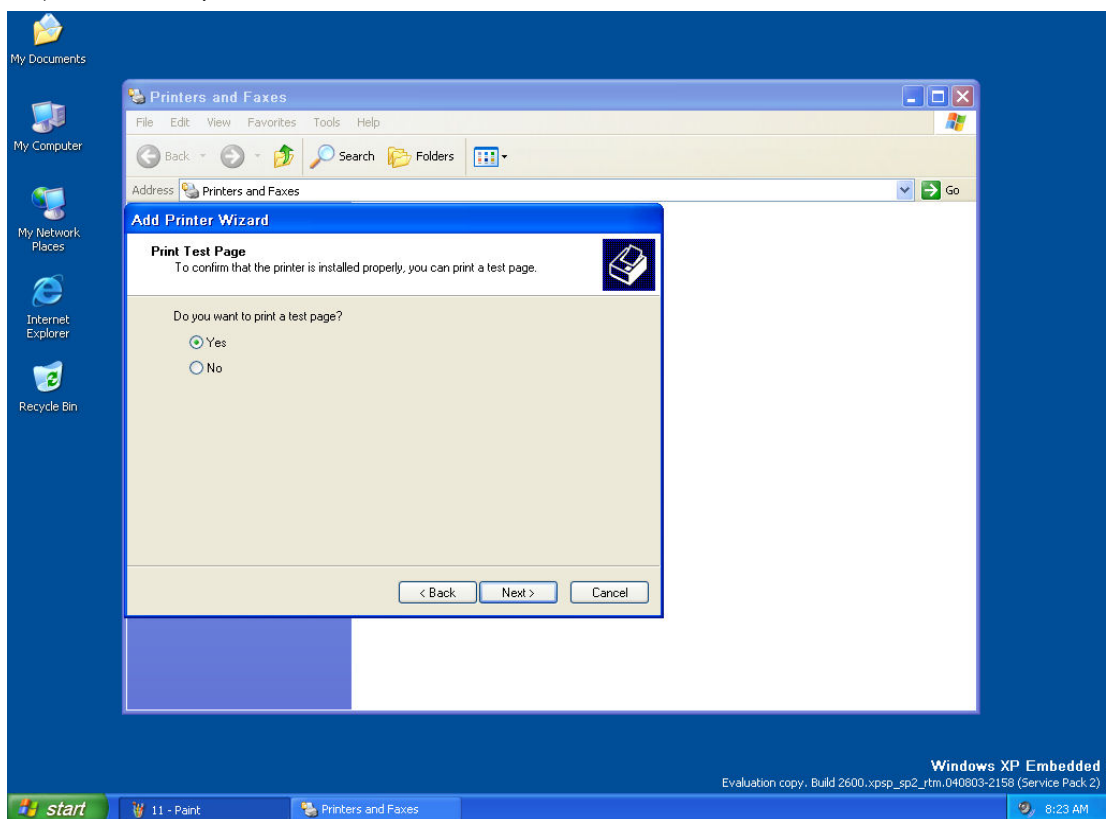 My Documents
My Computer
My Network
Places
Internet
Explorer
Recycle Bin
Printers and Faxes
File Edit View Favorites Tools Help
Back Search Folders
Address Printers and Faxes Go
Add Printer Wizard
Print Test Page
To confirm that the printer is installed properly, you can print a test page.
Do you want to print a test page?
Yes
No
< Back Next > Cancel
Windows XP Embedded
Evaluation copy. Build 2600.xpsp_sp2_rtm.040803-2158 (Service Pack 2)
start 11 - Paint Printers and Faxes 8:23 AM